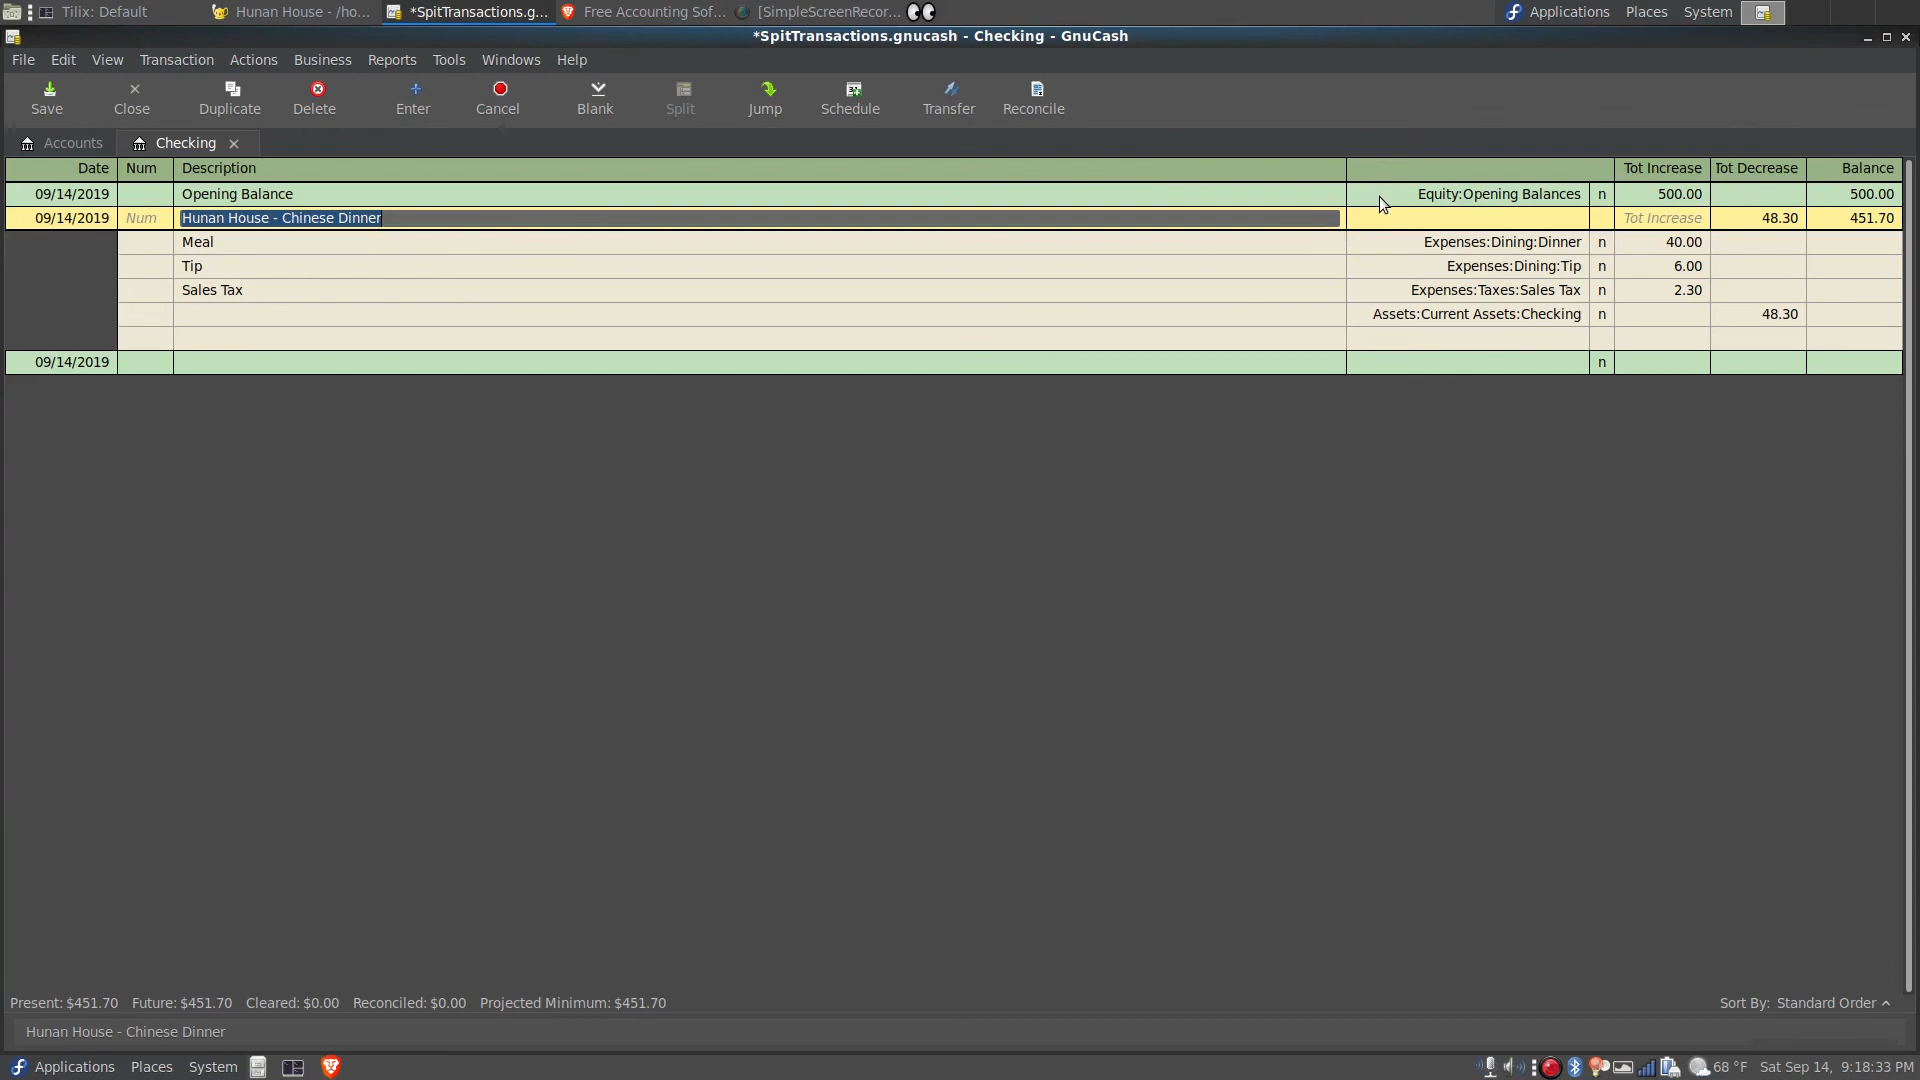 Tilix: Default Hunan House - /ho... *SpitTransactions.g... Free Accounting Sof... [SimpleScreenRecor... Applications Places System
*SpitTransactions.gnucash - Checking - GnuCash
File Edit View Transaction Actions Business Reports Tools Windows Help
Save Close Duplicate Delete Enter Cancel Blank Split Jump Schedule Transfer Reconcile
Accounts Checking
Date Num Description Tot Increase Tot Decrease Balance
09/14/2019 Opening Balance Equity:Opening Balances n 500.00 500.00
09/14/2019 Num Hunan House - Chinese Dinner Tot Increase 48.30 451.70
Meal Expenses:Dining:Dinner n 40.00
Tip Expenses:Dining:Tip n 6.00
Sales Tax Expenses:Taxes:Sales Tax n 2.30
Assets:Current Assets:Checking n 48.30
09/14/2019 n
Present: $451.70 Future: $451.70 Cleared: $0.00 Reconciled: $0.00 Projected Minimum: $451.70 Sort By: Standard Order
Hunan House - Chinese Dinner
Applications Places System 68 °F Sat Sep 14, 9:18:33 PM